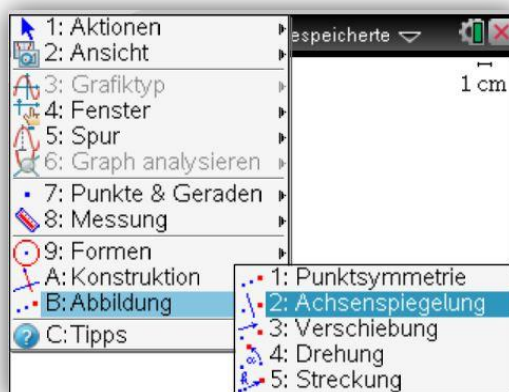 1: Aktionen
2: Ansicht
3: Grafiktyp
4: Fenster
5: Spur
6: Graph analysieren
7: Punkte & Geraden
8: Messung
9: Formen
A: Konstruktion
B: Abbildung
C: Tipps
espeicherte
1 cm
1: Punktsymmetrie
2: Achsenspiegelung
3: Verschiebung
4: Drehung
5: Streckung